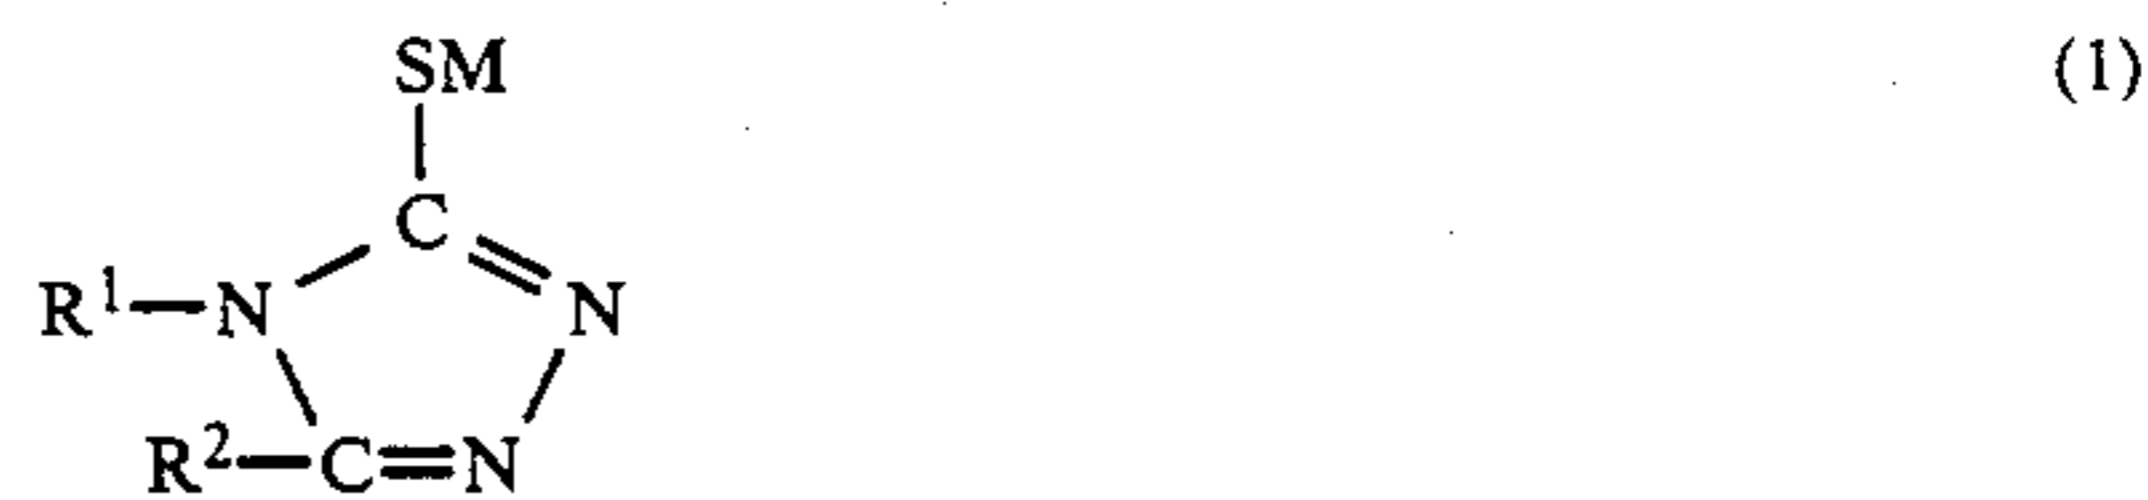 SM (1)
C
R¹—N N
R²—C=N